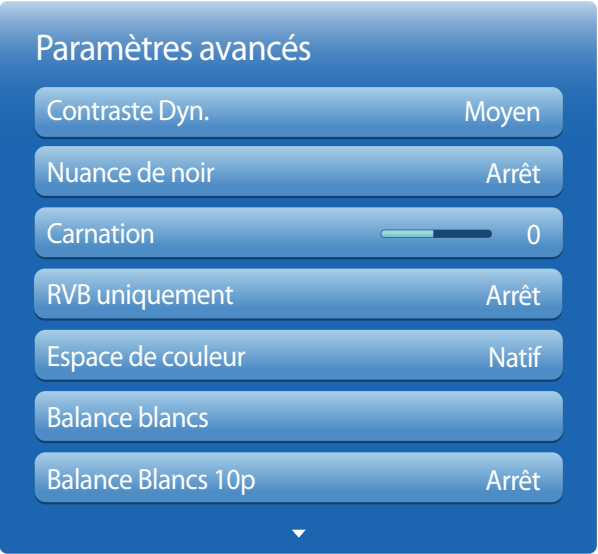 Paramètres avancés
Contraste Dyn. Moyen
Nuance de noir Arrêt
Carnation 0
RVB uniquement Arrêt
Espace de couleur Natif
Balance blancs
Balance Blancs 10p Arrêt